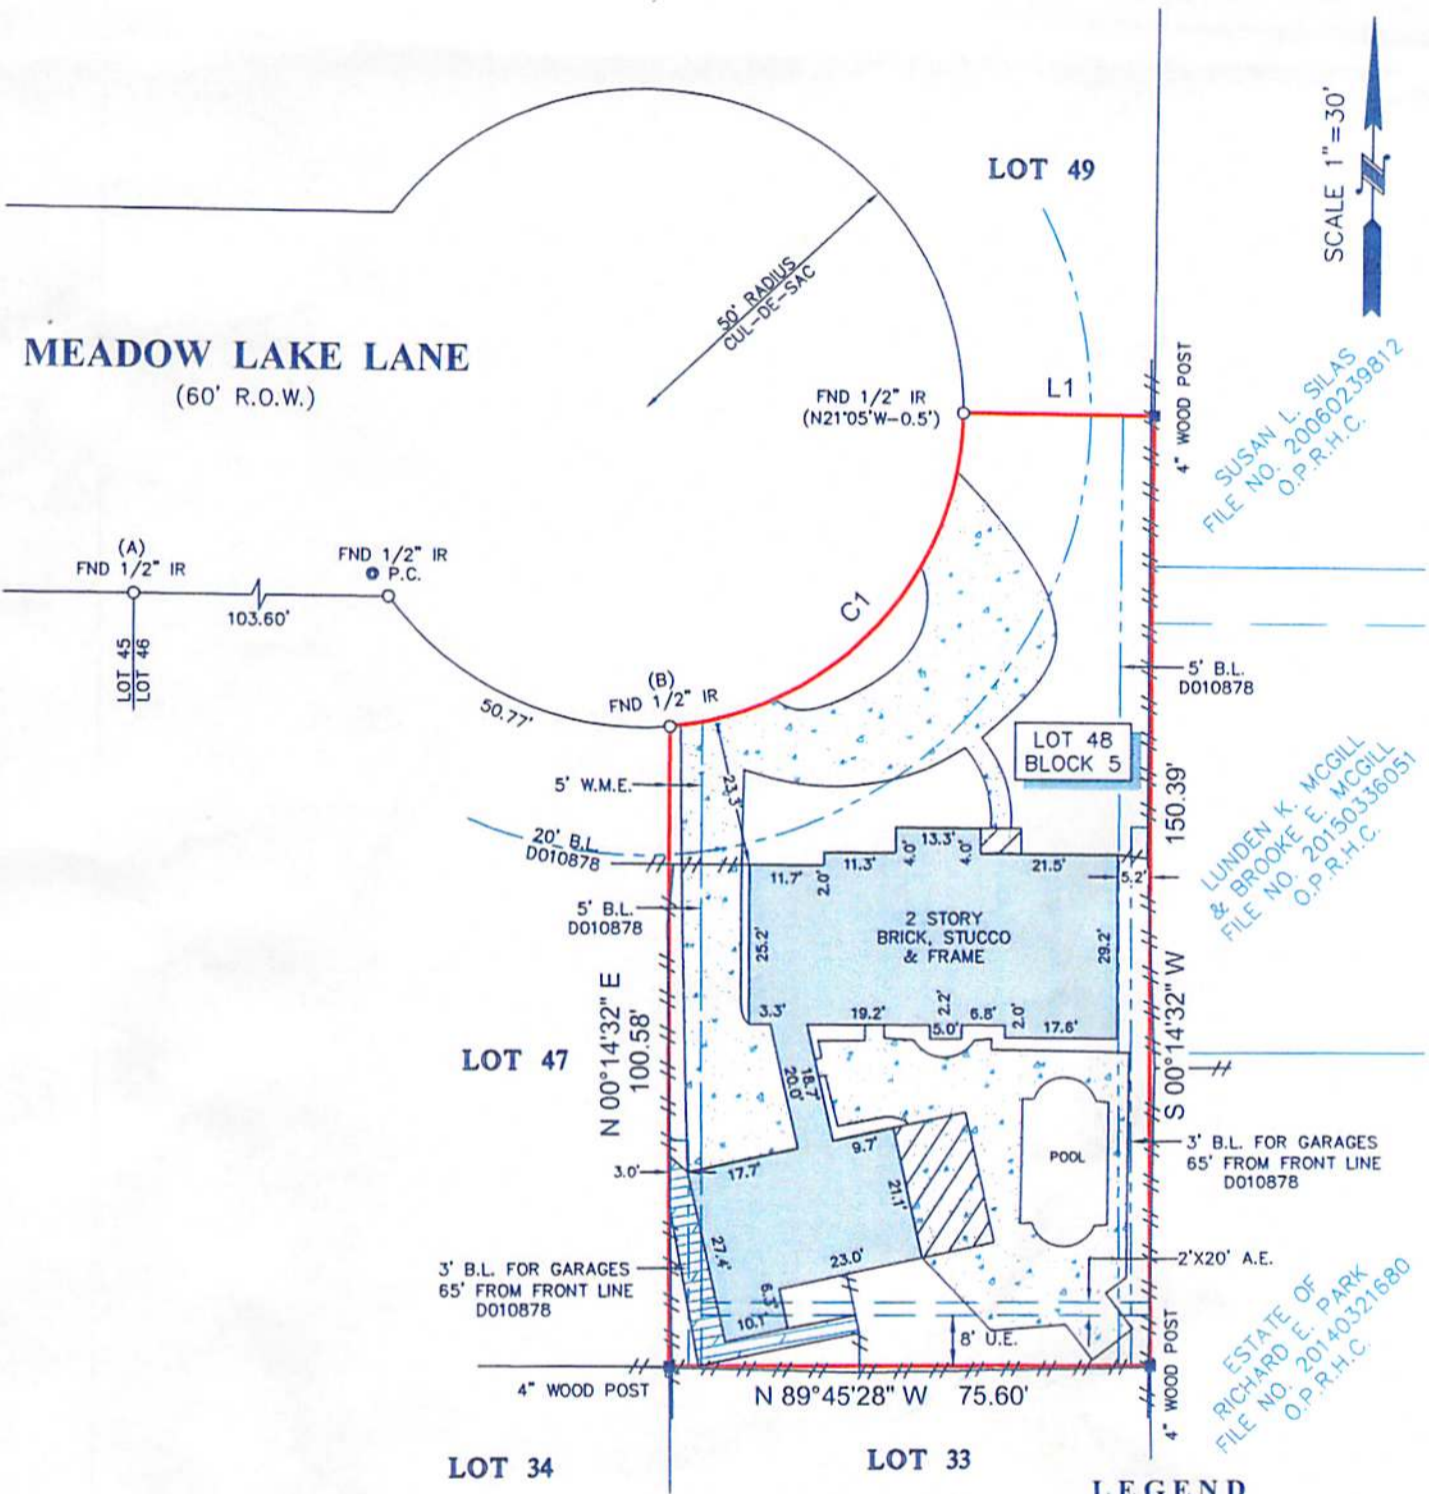 LOT 49
SCALE 1"=30'
50' RADIUS
CUL-DE-SAC
MEADOW LAKE LANE
(60' R.O.W.)
FND 1/2" IR
(N21°05'W-0.5')
L1
4" WOOD POST
SUSAN L. SILAS
FILE NO. 20060239812
O.P.R.H.C.
(A)
FND 1/2" IR
FND 1/2" IR
P.C.
103.60'
LOT 45
LOT 46
C1
50.77'
(B)
FND 1/2" IR
5' B.L.
D010878
LOT 48
BLOCK 5
5' W.M.E.
23.3'
150.39'
S 00°14'32" W
LUNDEN K. MCGILL
& BROOKE E. MCGILL
FILE NO. 20150336051
O.P.R.H.C.
20' B.L.
D010878
13.3'
4.0'
4.0'
11.3'
11.7'
2.0'
21.5'
5.2'
5' B.L.
D010878
2 STORY
BRICK, STUCCO
& FRAME
25.2'
29.2'
3.3'
19.2'
2.2'
5.0'
6.8'
2.0'
17.6'
LOT 47
N 00°14'32" E
100.58'
18.7'
20.0'
9.7'
POOL
3' B.L. FOR GARAGES
65' FROM FRONT LINE
D010878
3.0'
17.7'
21.1'
27.4'
23.0'
6.3'
10.1'
3' B.L. FOR GARAGES
65' FROM FRONT LINE
D010878
2'X20' A.E.
8' U.E.
ESTATE OF
RICHARD E. PARK
FILE NO. 20140321680
O.P.R.H.C.
4" WOOD POST
4" WOOD POST
N 89°45'28" W 75.60'
LOT 34
LOT 33
LEGEND